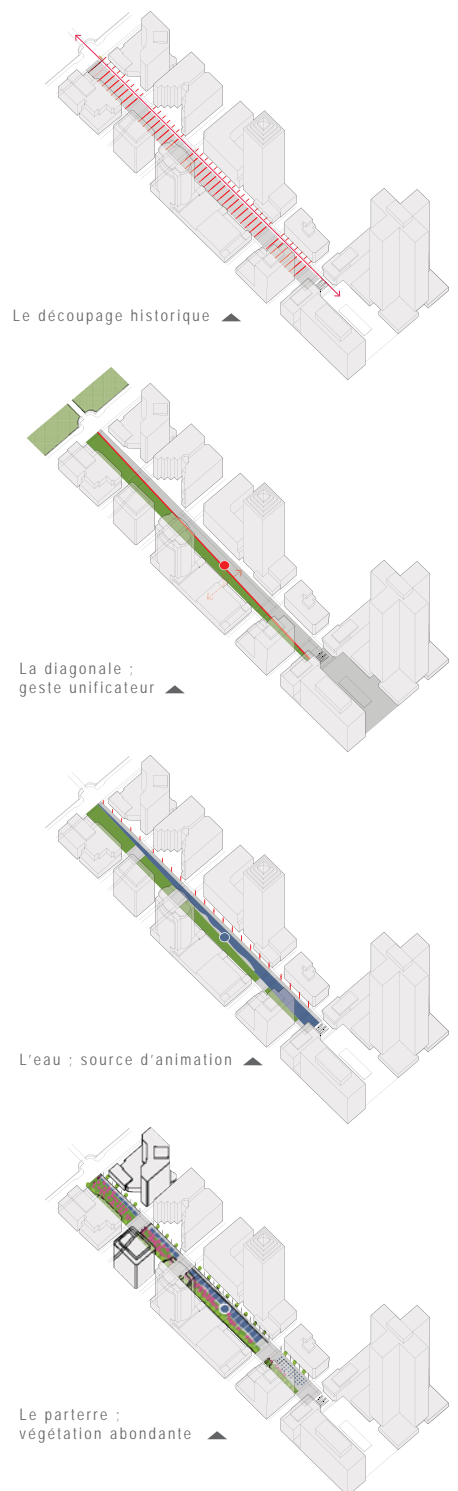 Le découpage historique
La diagonale ;
geste unificateur
L'eau ; source d'animation
Le parterre ;
végétation abondante